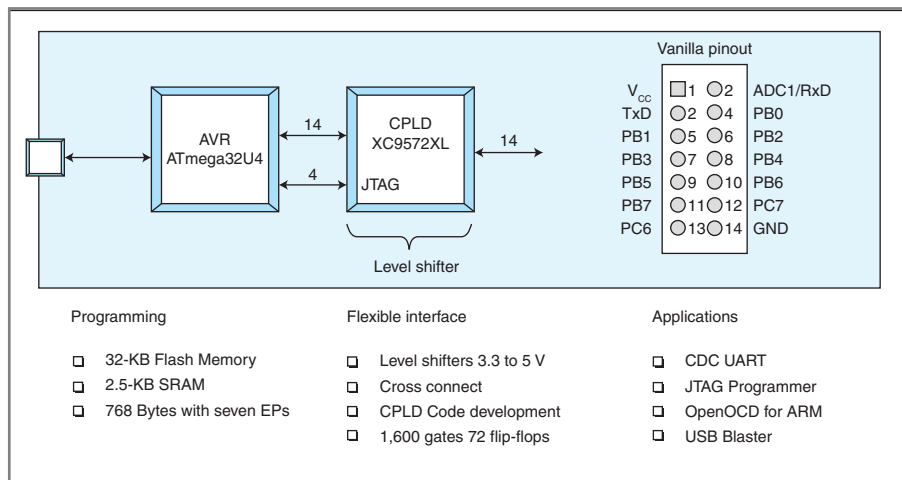 Vanilla pinout
V_CC 1 2 ADC1/RxD
TxD 2 4 PB0
PB1 5 6 PB2
PB3 7 8 PB4
PB5 9 10 PB6
PB7 11 12 PC7
PC6 13 14 GND
AVR
ATmega32U4
14
4
CPLD
XC9572XL
JTAG
14
Level shifter
Programming
32-KB Flash Memory
2.5-KB SRAM
768 Bytes with seven EPs
Flexible interface
Level shifters 3.3 to 5 V
Cross connect
CPLD Code development
1,600 gates 72 flip-flops
Applications
CDC UART
JTAG Programmer
OpenOCD for ARM
USB Blaster